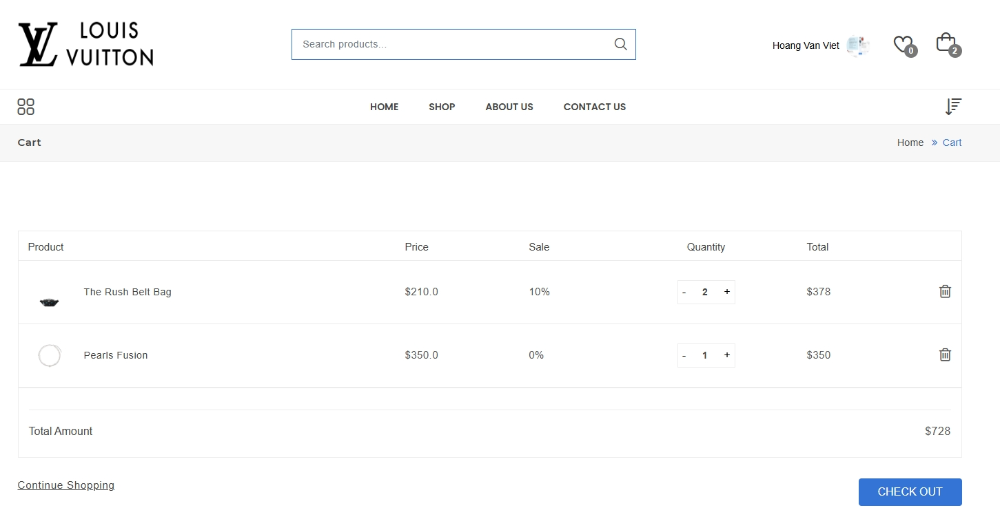 LOUIS
VUITTON
Search products...
Hoang Van Viet
0
2
HOME SHOP ABOUT US CONTACT US
Cart
Home » Cart
Product Price Sale Quantity Total
The Rush Belt Bag $210.0 10% - 2 + $378
Pearls Fusion $350.0 0% - 1 + $350
Total Amount $728
Continue Shopping
CHECK OUT